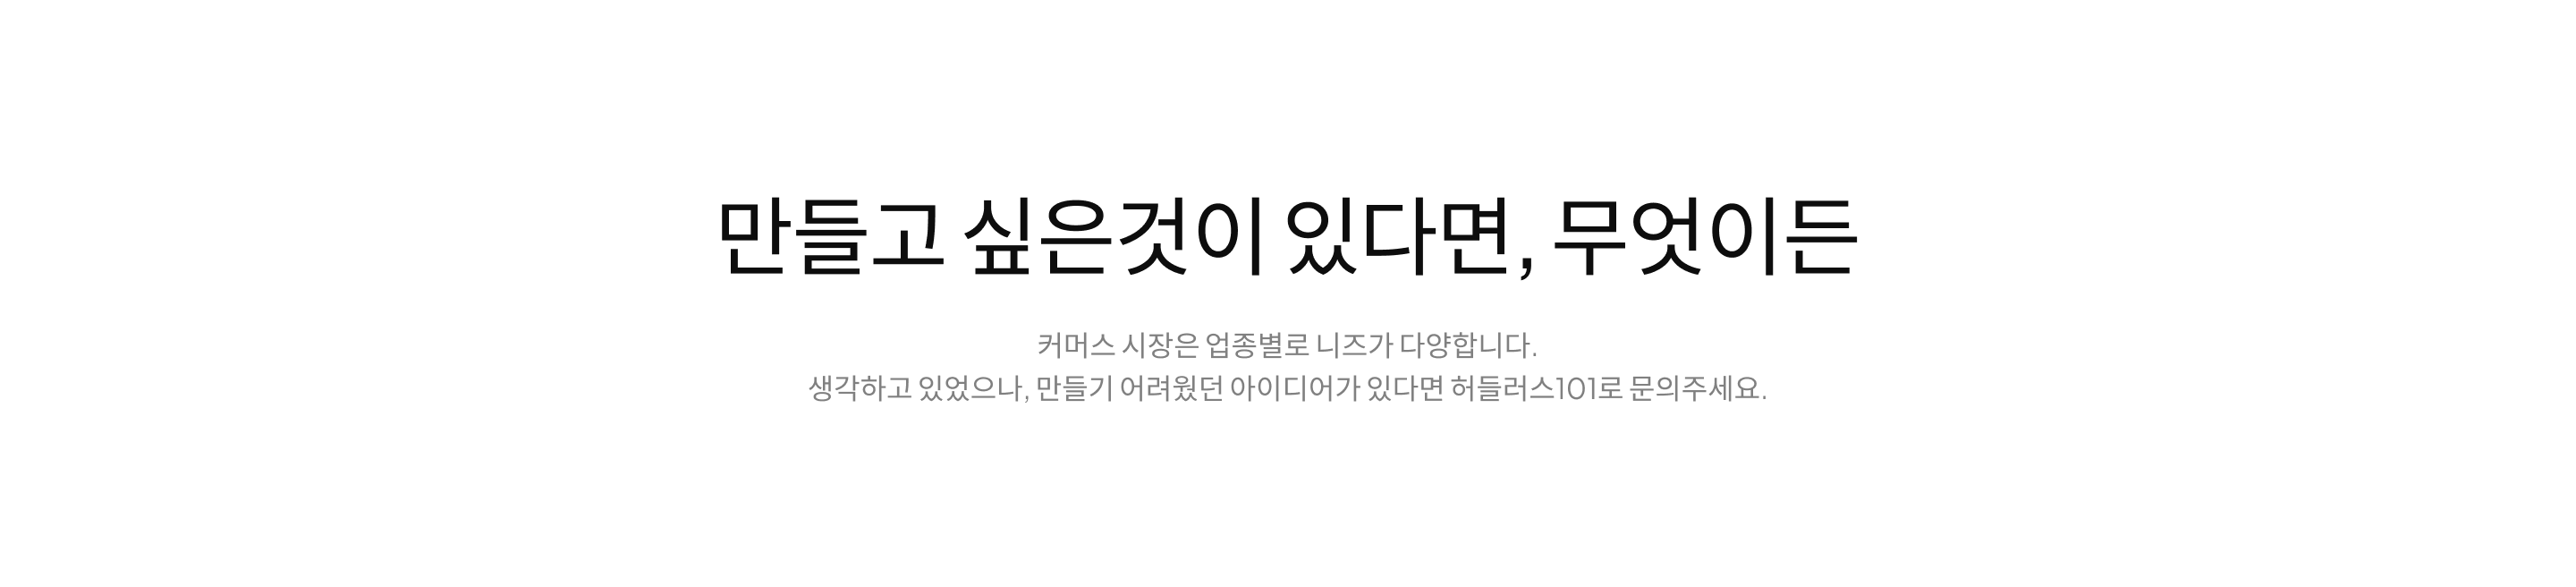 만들고 싶은것이 있다면, 무엇이든
커머스 시장은 업종별로 니즈가 다양합니다.
생각하고 있었으나, 만들기 어려웠던 아이디어가 있다면 허들러스101로 문의주세요.